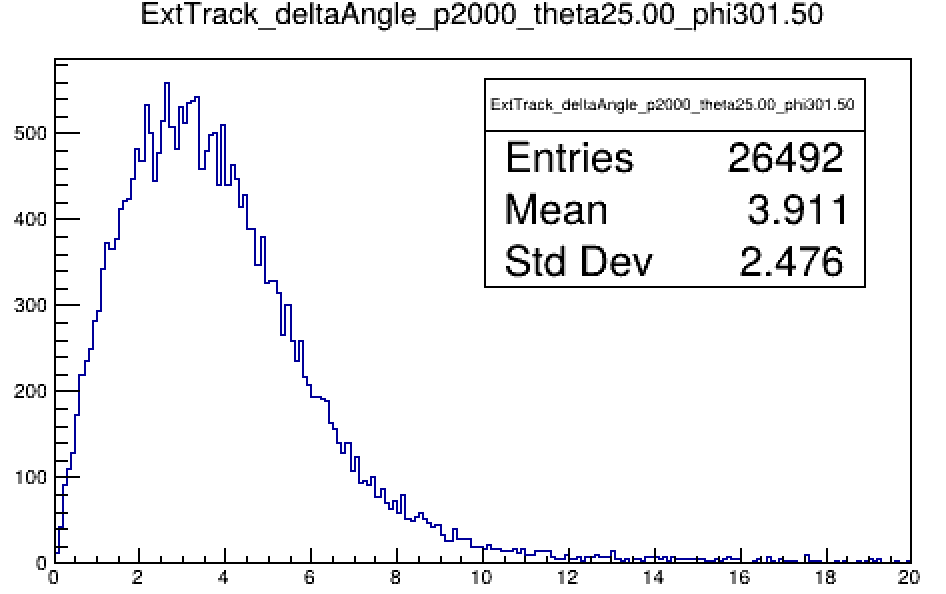 ExtTrack_deltaAngle_p2000_theta25.00_phi301.50
ExtTrack_deltaAngle_p2000_theta25.00_phi301.50
Entries 26492
Mean 3.911
Std Dev 2.476
500
400
300
200
100
0
0 2 4 6 8 10 12 14 16 18 20